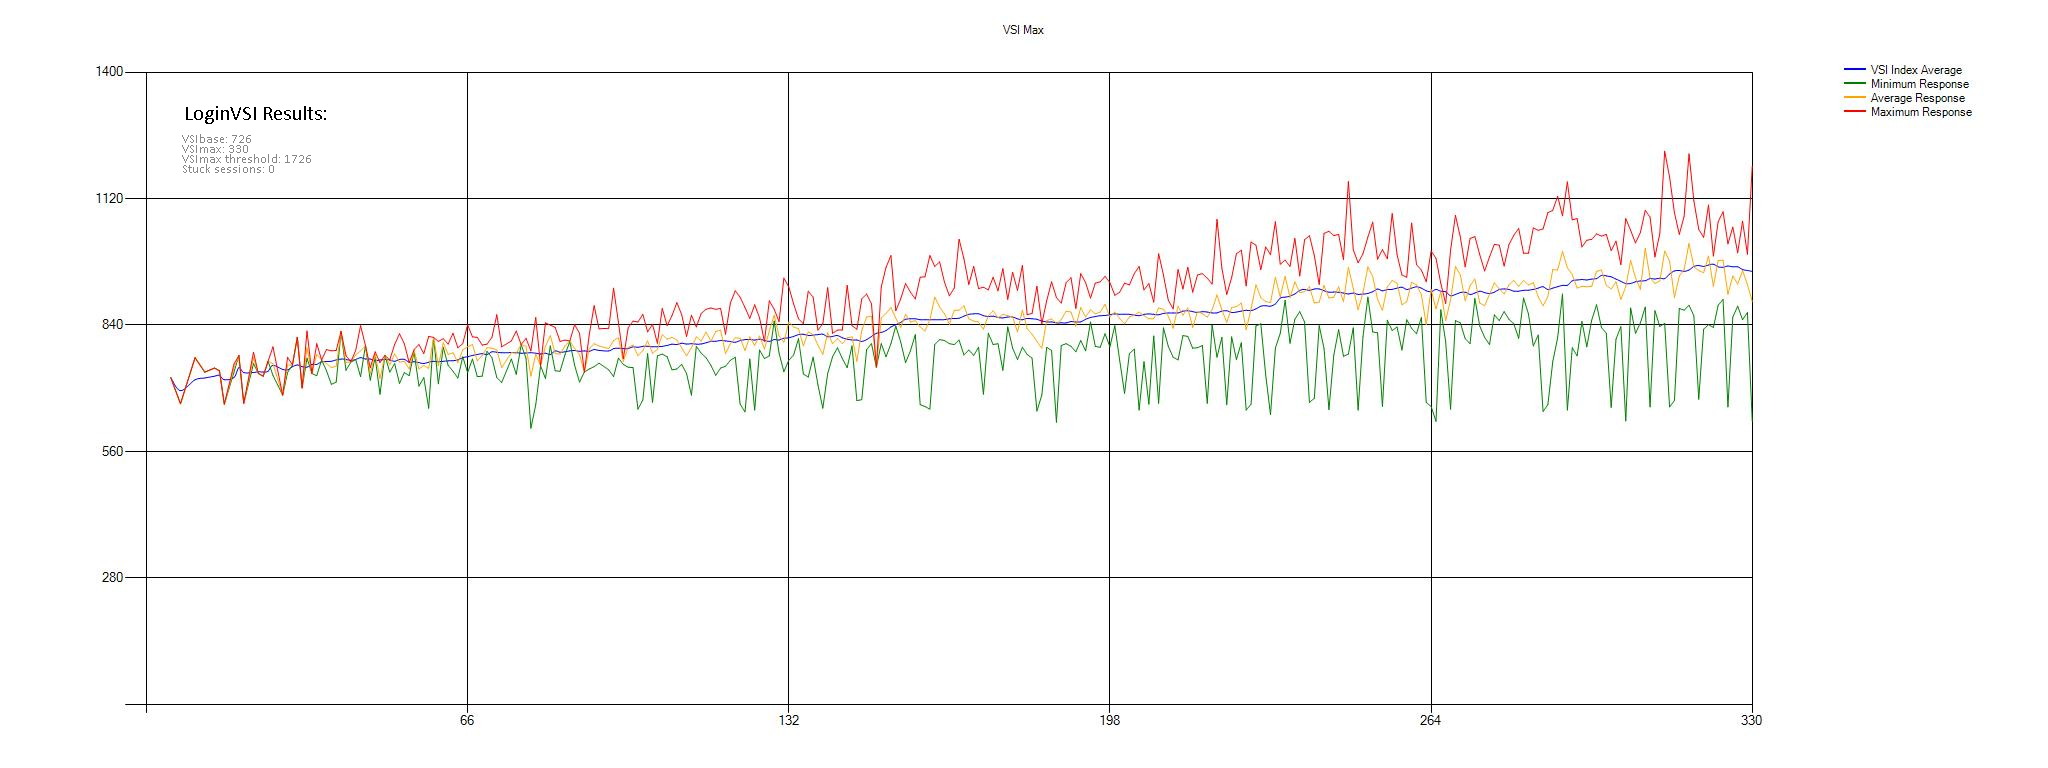 VSI Max
1400
1120
840
560
280
66
132
198
264
330
LoginVSI Results:
VSIbase: 726
VSImax: 330
VSImax threshold: 1726
Stuck sessions: 0
VSI Index Average
Minimum Response
Average Response
Maximum Response